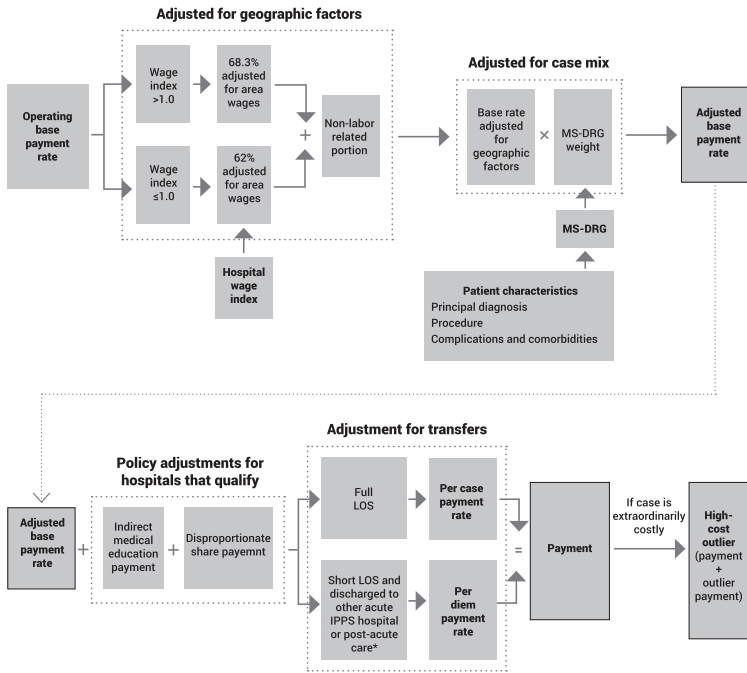 Adjusted for geographic factors
Operating
base
payment
rate
Wage
index
>1.0
68.3%
adjusted
for area
wages
Wage
index
≤1.0
62%
adjusted
for area
wages
+
Non-labor
related
portion
Hospital
wage
index
Adjusted for case mix
Base rate
adjusted
for
geographic
factors
×
MS-DRG
weight
MS-DRG
Patient characteristics
Principal diagnosis
Procedure
Complications and comorbidities
Adjusted
base
payment
rate
Adjusted
base
payment
rate
+
Policy adjustments for
hospitals that qualify
Indirect
medical
education
payment
+
Disproportionate
share payemnt
Adjustment for transfers
Full
LOS
Per case
payment
rate
Short LOS and
discharged to
other acute
IPPS hospital
or post-acute
care*
Per
diem
payment
rate
=
Payment
If case is
extraordinarily
costly
High-
cost
outlier
(payment
+
outlier
payment)